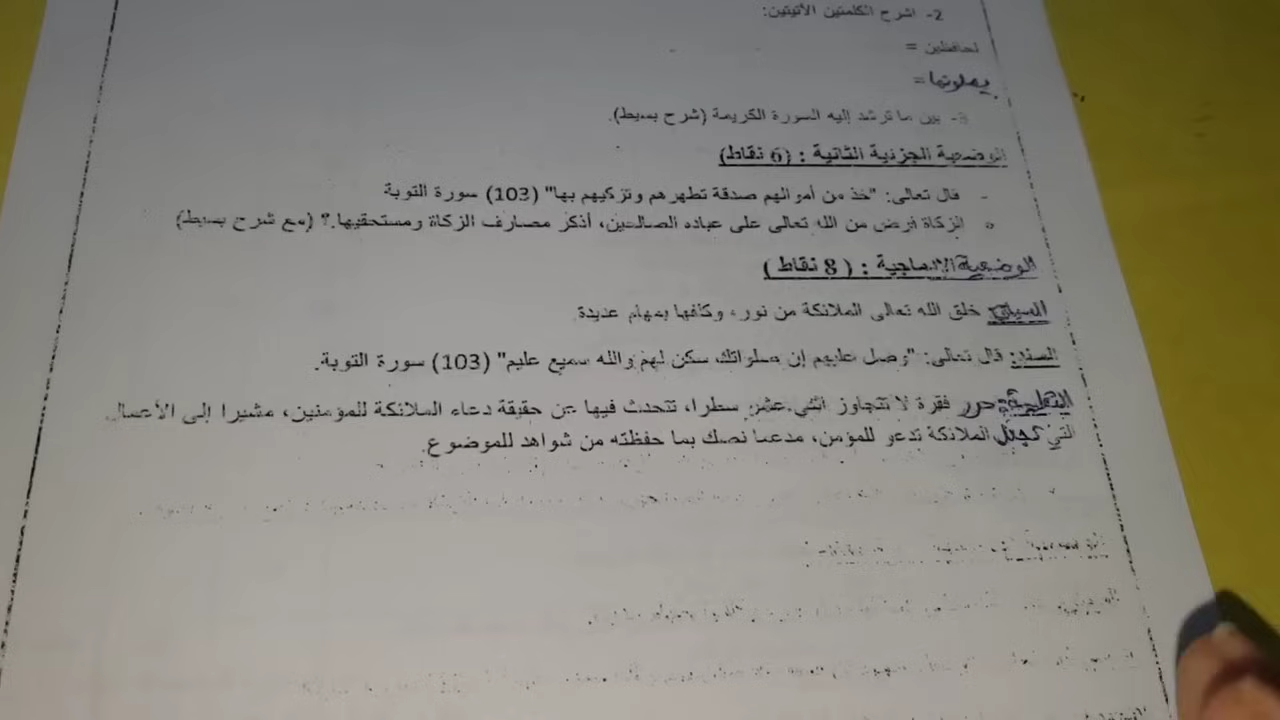 2- اشرح الكلمتين الآتيتين:
لحافظين =
يصلونها =
3- بين ما ترشد إليه السورة الكريمة (شرح بسيط).
الوضعية الجزئية الثانية : (6 نقاط)
- قال تعالى: "خذ من أموالهم صدقة تطهرهم وتزكيهم بها" (103) سورة التوبة
o الزكاة فرض من الله تعالى على عباده الصالحين، أذكر مصارف الزكاة ومستحقيها.؟ (مع شرح بسيط)
الوضعية الإدماجية : ( 8 نقاط )
السياق: خلق الله تعالى الملائكة من نور، وكلفها بمهام عديدة
السند: قال تعالى: "وصل عليهم إن صلواتك سكن لهم والله سميع عليم" (103) سورة التوبة.
التعليمة: حرر فقرة لا تتجاوز اثني عشر سطرا، تتحدث فيها عن حقيقة دعاء الملائكة للمؤمنين، مشيرا إلى الأعمال
التي تجعل الملائكة تدعو للمؤمن، مدعما نصك بما حفظته من شواهد للموضوع.